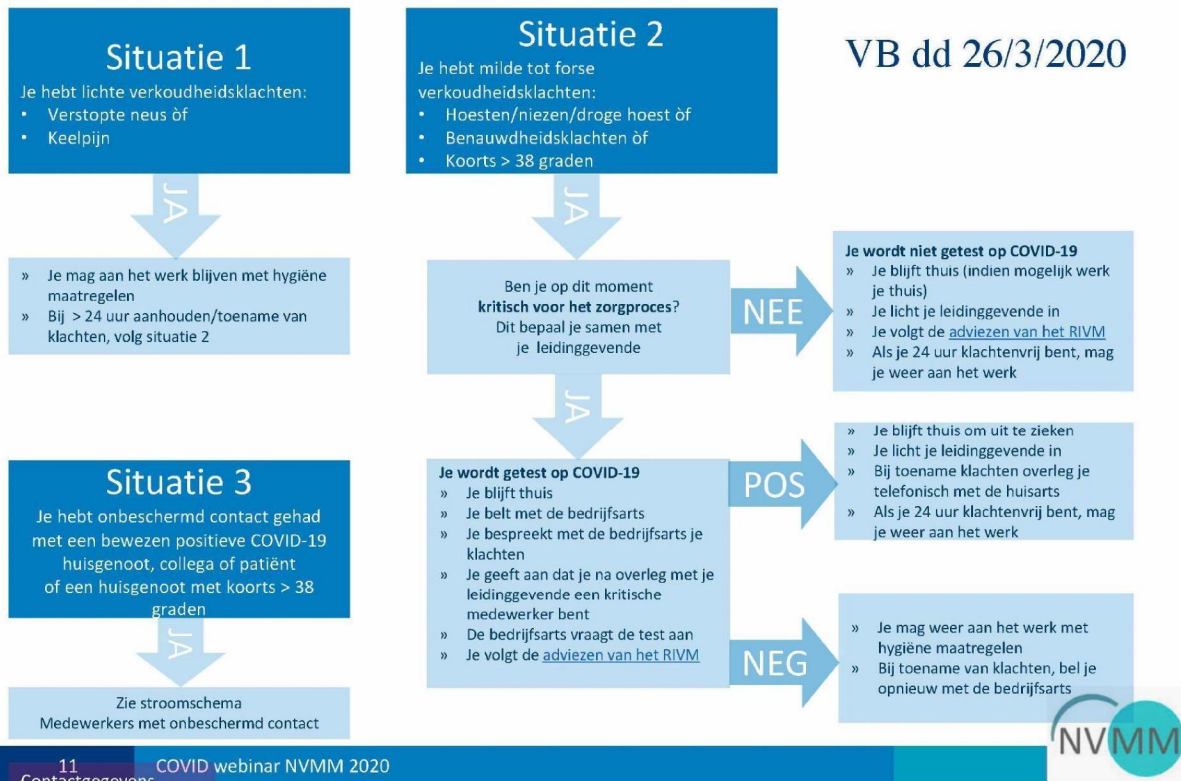 Situatie 1
Je hebt lichte verkoudheidsklachten:
• Verstopte neus òf
• Keelpijn
JA
» Je mag aan het werk blijven met hygiëne
maatregelen
» Bij > 24 uur aanhouden/toename van
klachten, volg situatie 2
Situatie 2
Je hebt milde tot forse
verkoudheidsklachten:
• Hoesten/niezen/droge hoest òf
• Benauwdheidsklachten òf
• Koorts > 38 graden
VB dd 26/3/2020
JA
Ben je op dit moment
kritisch voor het zorgproces?
Dit bepaal je samen met
je leidinggevende
NEE
Je wordt niet getest op COVID-19
» Je blijft thuis (indien mogelijk werk
je thuis)
» Je licht je leidinggevende in
» Je volgt de adviezen van het RIVM
» Als je 24 uur klachtenvrij bent, mag
je weer aan het werk
JA
Je wordt getest op COVID-19
» Je blijft thuis
» Je belt met de bedrijfsarts
» Je bespreekt met de bedrijfsarts je
klachten
» Je geeft aan dat je na overleg met je
leidinggevende een kritische
medewerker bent
» De bedrijfsarts vraagt de test aan
» Je volgt de adviezen van het RIVM
POS
» Je blijft thuis om uit te zieken
» Je licht je leidinggevende in
» Bij toename klachten overleg je
telefonisch met de huisarts
» Als je 24 uur klachtenvrij bent, mag
je weer aan het werk
NEG
» Je mag weer aan het werk met
hygiëne maatregelen
» Bij toename van klachten, bel je
opnieuw met de bedrijfsarts
Situatie 3
Je hebt onbeschermd contact gehad
met een bewezen positieve COVID-19
huisgenoot, collega of patiënt
of een huisgenoot met koorts > 38
graden
JA
Zie stroomschema
Medewerkers met onbeschermd contact
NVMM
11 COVID webinar NVMM 2020
Contactgegevens